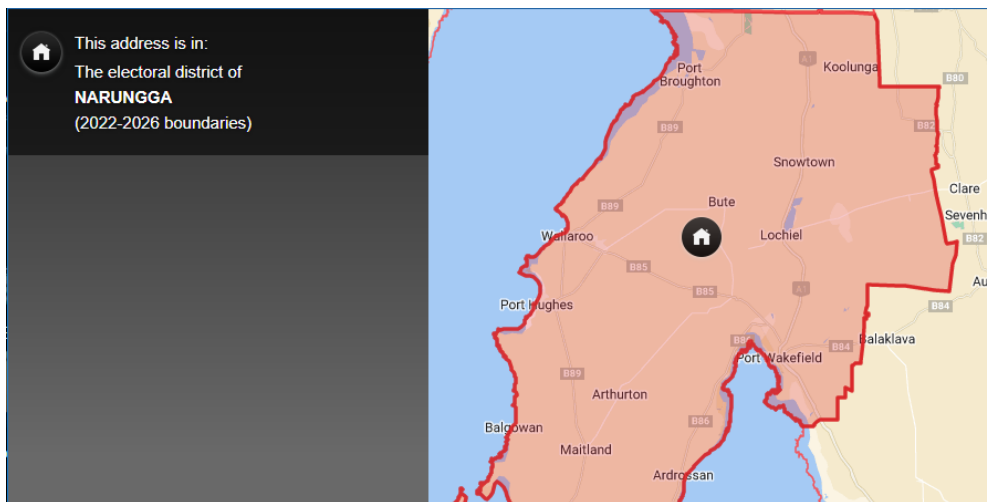 This address is in:
The electoral district of
NARUNGGA
(2022-2026 boundaries)
Port
Broughton
A1
Koolunga
B80
B89
B82
Snowtown
Clare
Bute
Sevenh
B89
Wallaroo
Lochiel
B82
B85
A1
Au
B85
Port Hughes
B84
B84
Balaklava
Port Wakefield
B89
Arthurton
B86
Balgowan
Maitland
Ardrossan